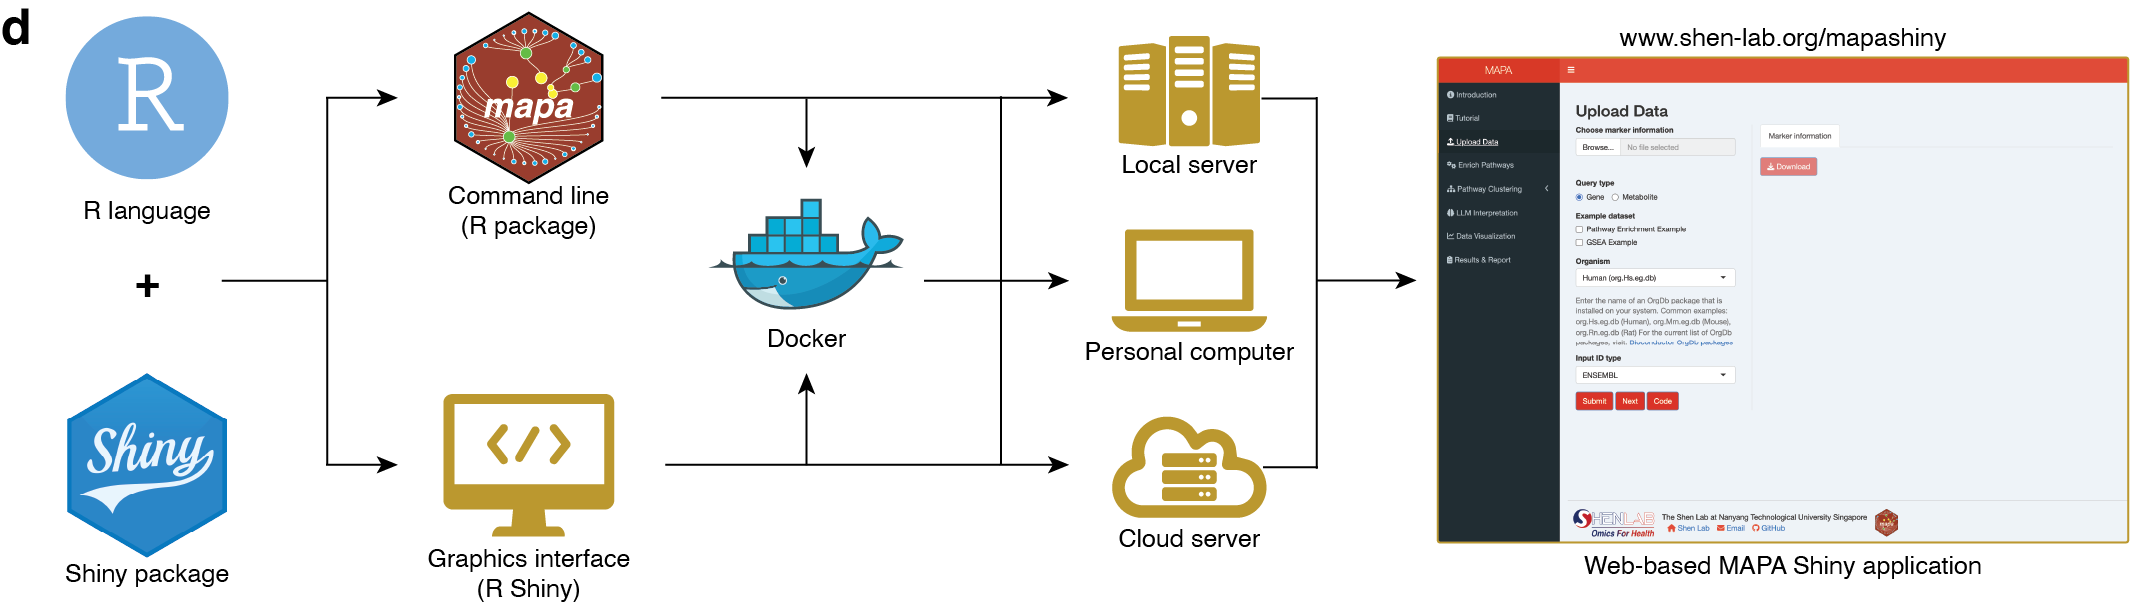 d
R
R language
+
Shiny
Shiny package
mapa
Command line
(R package)
</>
Graphics interface
(R Shiny)
Docker
Local server
Personal computer
Cloud server
www.shen-lab.org/mapashiny
MAPA
Introduction
Tutorial
Upload Data
Enrich Pathways
Pathway Clustering
LLM Interpretation
Data Visualization
Results & Report
Upload Data
Choose marker information
Browse... No file selected
Query type
Gene Metabolite
Example dataset
Pathway Enrichment Example
GSEA Example
Organism
Human (org.Hs.eg.db)
Enter the name of an OrgDb package that is
installed on your system. Common examples:
org.Hs.eg.db (Human), org.Mm.eg.db (Mouse),
org.Rn.eg.db (Rat) For the current list of OrgDb
packages, visit: Bioconductor OrgDb packages
Input ID type
ENSEMBL
Submit Next Code
Marker information
Download
SHENLAB
Omics For Health
The Shen Lab at Nanyang Technological University Singapore
Shen Lab Email GitHub
mapa
Web-based MAPA Shiny application